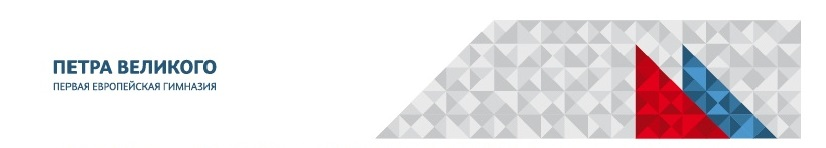 ПЕТРА ВЕЛИКОГО
ПЕРВАЯ ЕВРОПЕЙСКАЯ ГИМНАЗИЯ